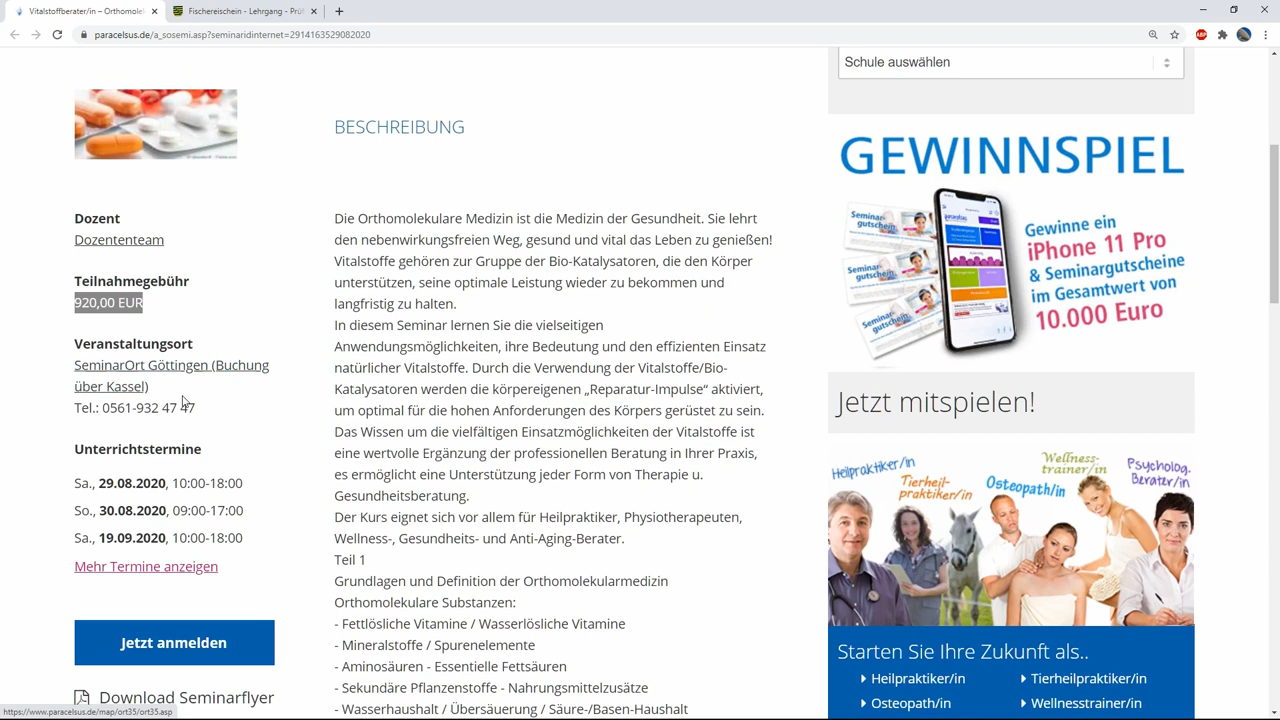 Vitalstoffberater/in – Orthomolek
Fischereischein - Lehrgang - Prü
paracelsus.de/a_sosemi.asp?seminaridinternet=2914163529082020
ABP
Schule auswählen
BESCHREIBUNG
Dozent
Dozententeam
Teilnahmegebühr
920,00 EUR
Veranstaltungsort
SeminarOrt Göttingen (Buchung
über Kassel)
Tel.: 0561-932 47 47
Unterrichtstermine
Sa., 29.08.2020, 10:00-18:00
So., 30.08.2020, 09:00-17:00
Sa., 19.09.2020, 10:00-18:00
Mehr Termine anzeigen
Jetzt anmelden
Download Seminarflyer
Die Orthomolekulare Medizin ist die Medizin der Gesundheit. Sie lehrt
den nebenwirkungsfreien Weg, gesund und vital das Leben zu genießen!
Vitalstoffe gehören zur Gruppe der Bio-Katalysatoren, die den Körper
unterstützen, seine optimale Leistung wieder zu bekommen und
langfristig zu halten.
In diesem Seminar lernen Sie die vielseitigen
Anwendungsmöglichkeiten, ihre Bedeutung und den effizienten Einsatz
natürlicher Vitalstoffe. Durch die Verwendung der Vitalstoffe/Bio-
Katalysatoren werden die körpereigenen „Reparatur-Impulse“ aktiviert,
um optimal für die hohen Anforderungen des Körpers gerüstet zu sein.
Das Wissen um die vielfältigen Einsatzmöglichkeiten der Vitalstoffe ist
eine wertvolle Ergänzung der professionellen Beratung in Ihrer Praxis,
es ermöglicht eine Unterstützung jeder Form von Therapie u.
Gesundheitsberatung.
Der Kurs eignet sich vor allem für Heilpraktiker, Physiotherapeuten,
Wellness-, Gesundheits- und Anti-Aging-Berater.
Teil 1
Grundlagen und Definition der Orthomolekularmedizin
Orthomolekulare Substanzen:
- Fettlösliche Vitamine / Wasserlösliche Vitamine
- Mineralstoffe / Spurenelemente
- Aminosäuren - Essentielle Fettsäuren
- Sekundäre Pflanzenstoffe - Nahrungsmittelzusätze
- Wasserhaushalt / Übersäuerung / Säure-/Basen-Haushalt
GEWINNSPIEL
Seminar
gutschein
Seminar
gutschein
Seminar
gutschein
Gewinne ein
iPhone 11 Pro
& Seminargutscheine
im Gesamtwert von
10.000 Euro
Jetzt mitspielen!
Heilpraktiker/in
Tierheil-
praktiker/in
Osteopath/in
Wellness-
trainer/in
Psycholog.
Berater/in
Starten Sie Ihre Zukunft als..
Heilpraktiker/in
Tierheilpraktiker/in
Osteopath/in
Wellnesstrainer/in
https://www.paracelsus.de/map/ort35/ort35.asp